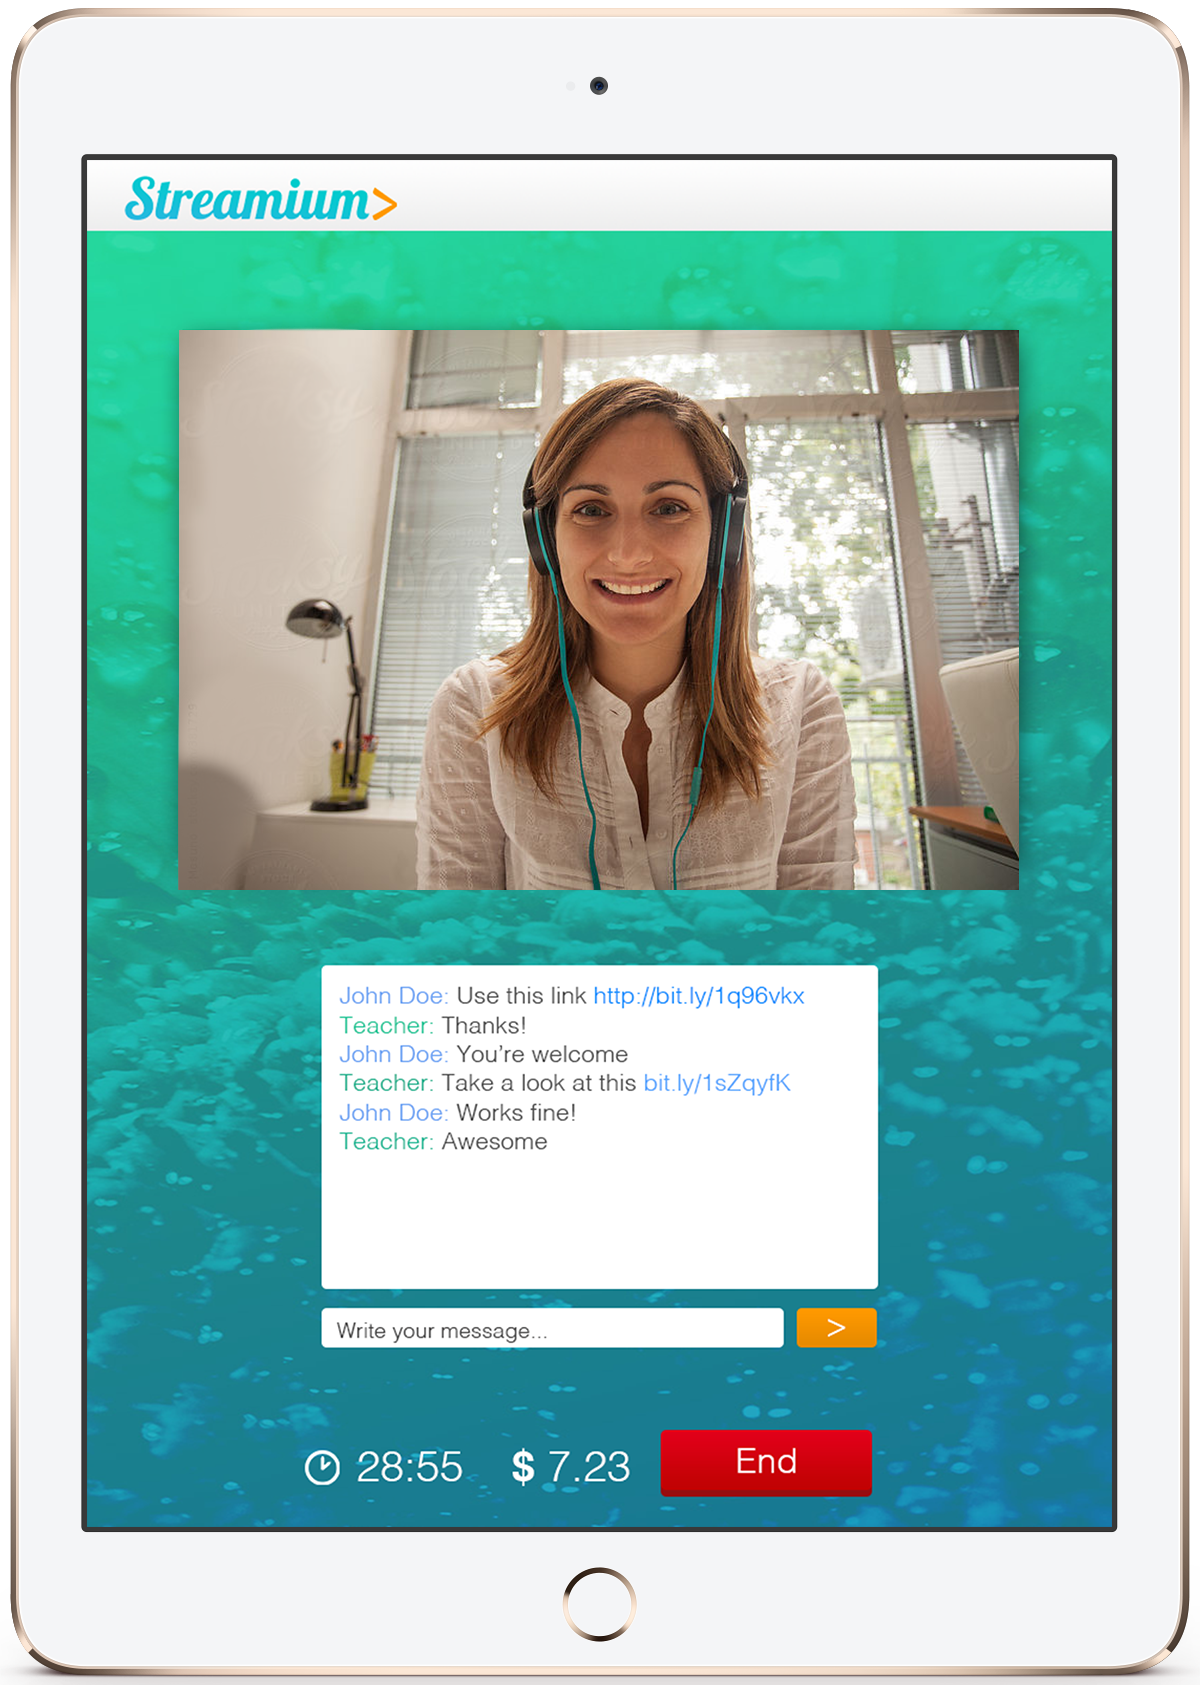 Streamium>
John Doe: Use this link http://bit.ly/1q96vkx
Teacher: Thanks!
John Doe: You're welcome
Teacher: Take a look at this bit.ly/1sZqyfK
John Doe: Works fine!
Teacher: Awesome
Write your message...
>
28:55 $ 7.23 End